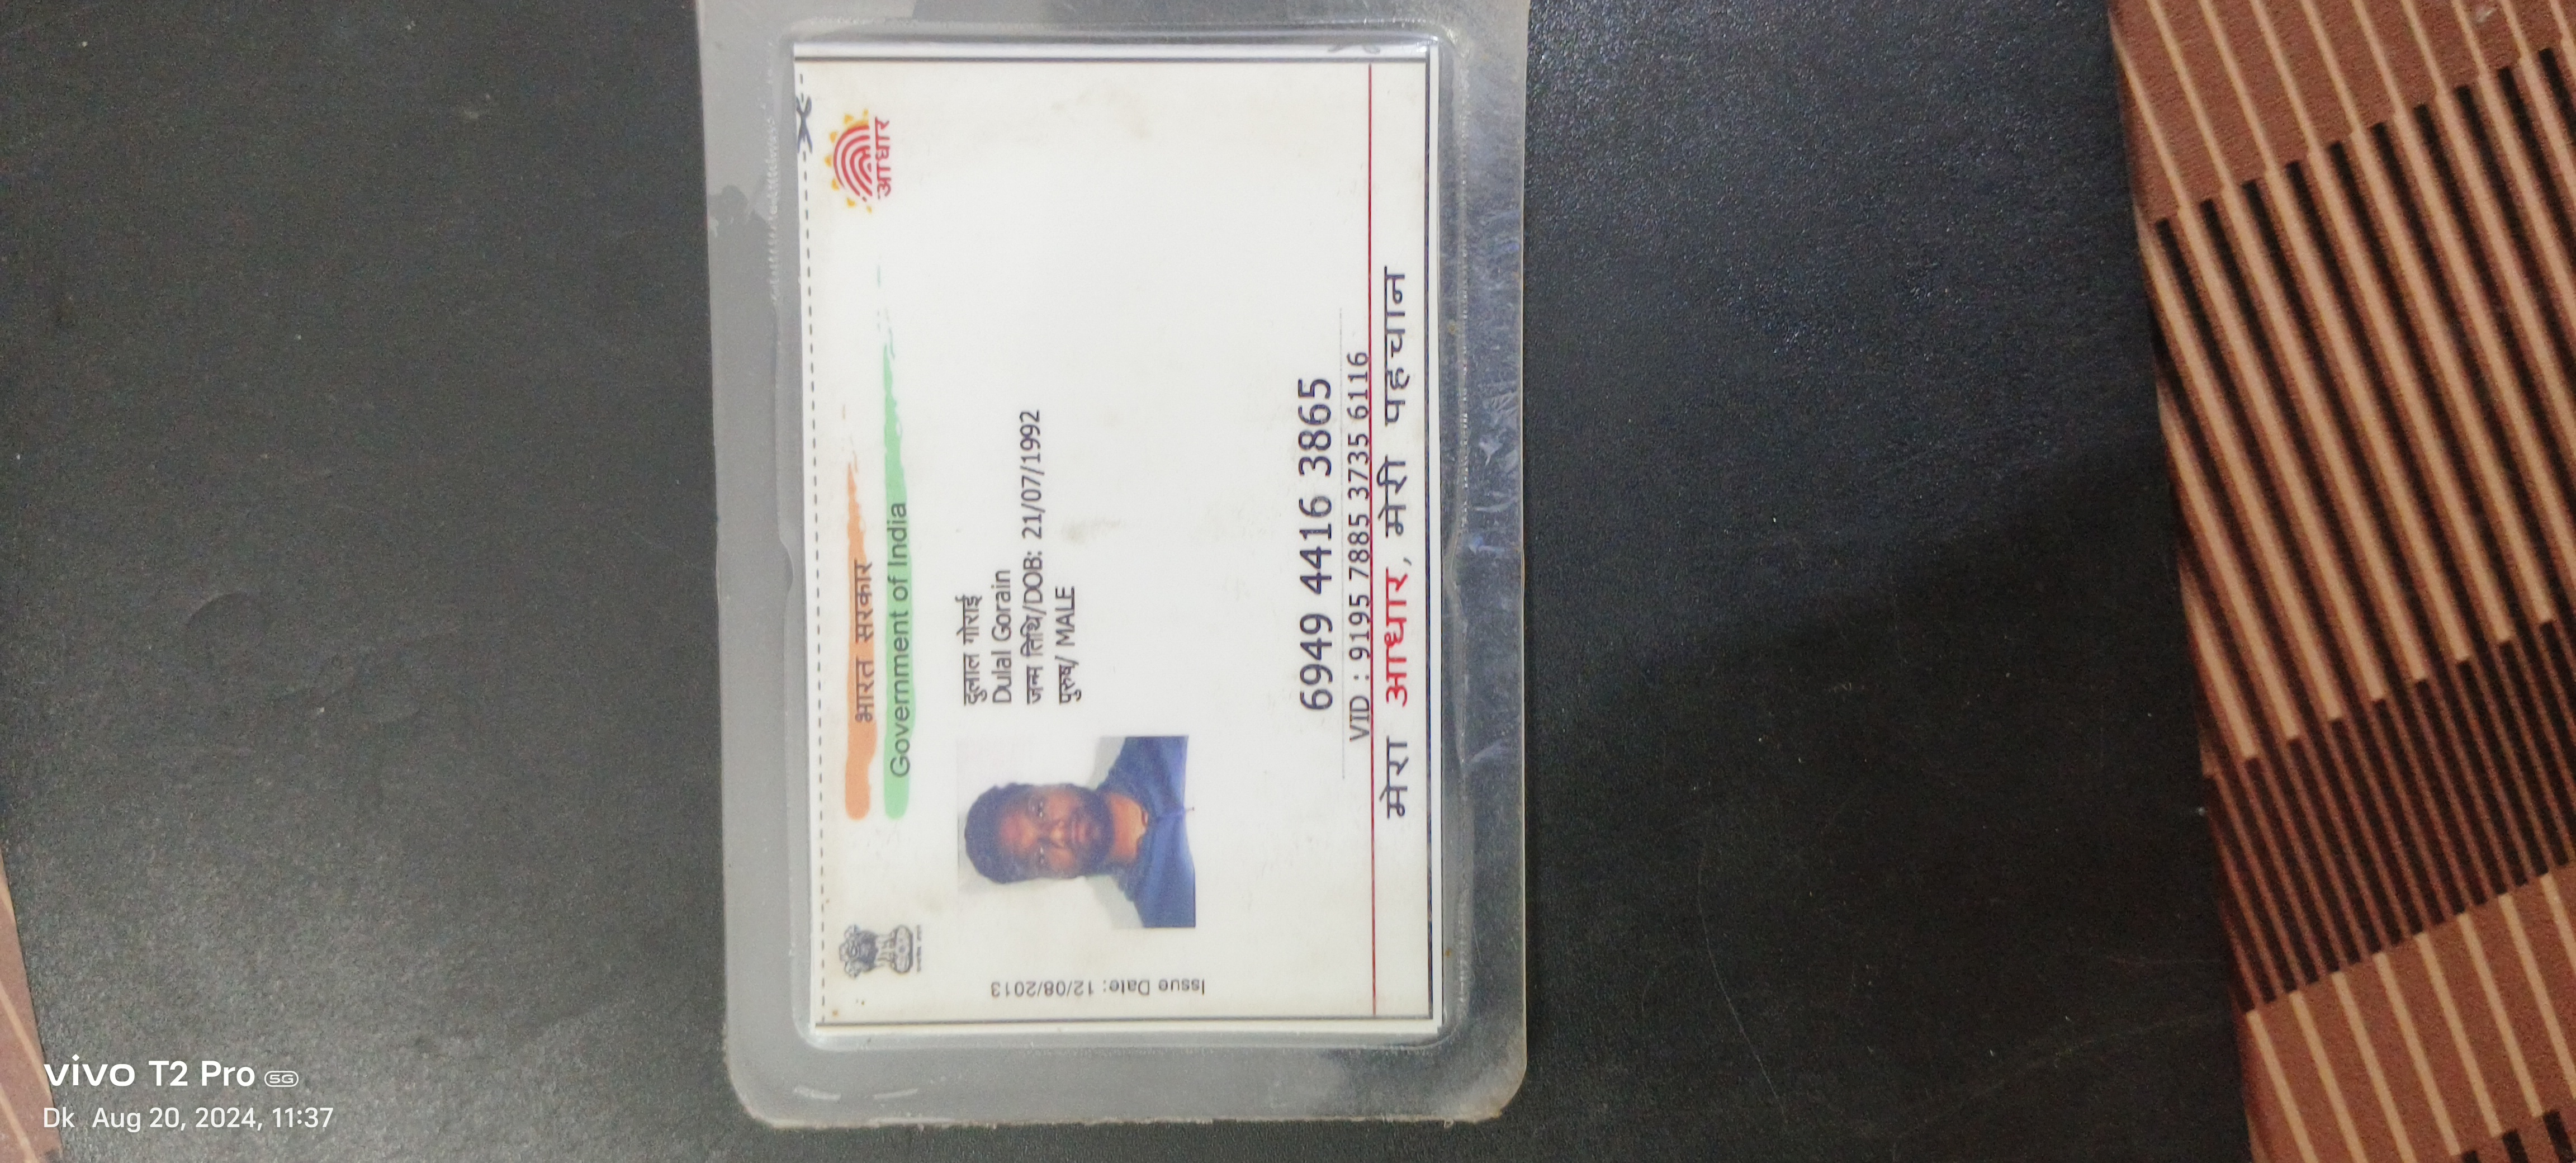 भारत सरकार
Government of India
आधार
दुलाल गोराई
Dulal Gorain
जन्म तिथि/DOB: 21/07/1992
पुरुष/ MALE
Issue Date: 12/08/2013
6949 4416 3865
VID : 9195 7885 3735 6116
मेरा आधार, मेरी पहचान
vivo T2 Pro 5G
Dk Aug 20, 2024, 11:37